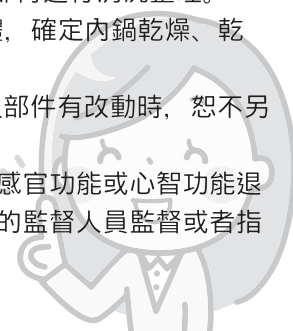 ，確定內鍋乾燥、乾
部件有改動時，恕不另
感官功能或心智功能退
的監督人員監督或者指